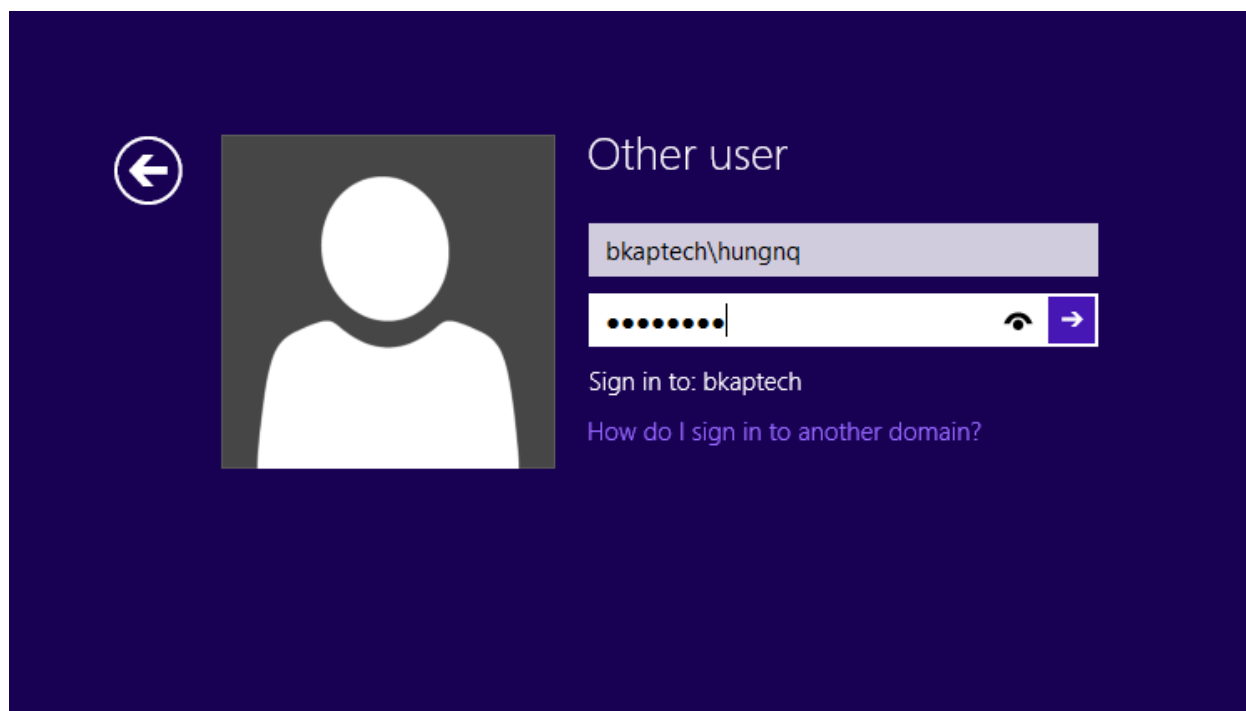 Other user
bkaptech\hungnq
••••••••
Sign in to: bkaptech
How do I sign in to another domain?